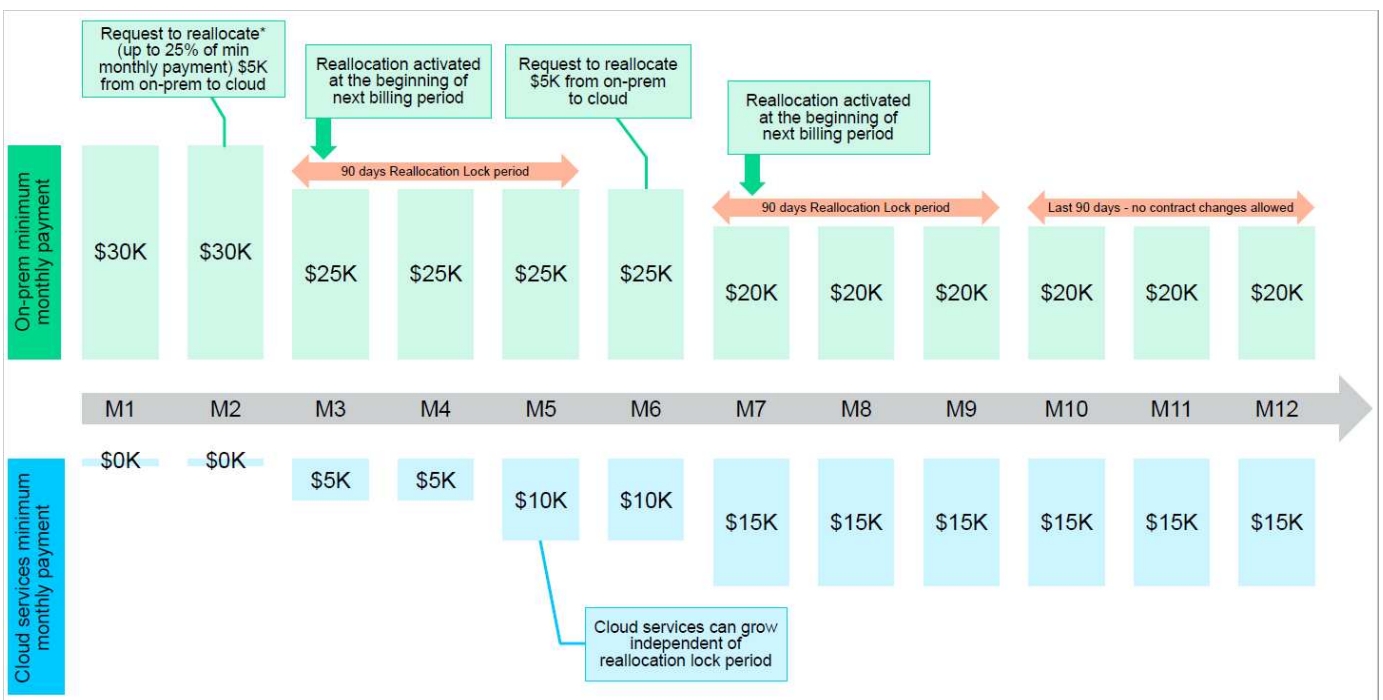 Request to reallocate*
(up to 25% of min
monthly payment) $5K
from on-prem to cloud
Reallocation activated
at the beginning of
next billing period
Request to reallocate
$5K from on-prem
to cloud
Reallocation activated
at the beginning of
next billing period
On-prem minimum
monthly payment
90 days Reallocation Lock period
90 days Reallocation Lock period
Last 90 days - no contract changes allowed
$30K
$30K
$25K
$25K
$25K
$25K
$20K
$20K
$20K
$20K
$20K
$20K
M1 M2 M3 M4 M5 M6 M7 M8 M9 M10 M11 M12
Cloud services minimum
monthly payment
$0K
$0K
$5K
$5K
$10K
$10K
$15K
$15K
$15K
$15K
$15K
$15K
Cloud services can grow
independent of
reallocation lock period